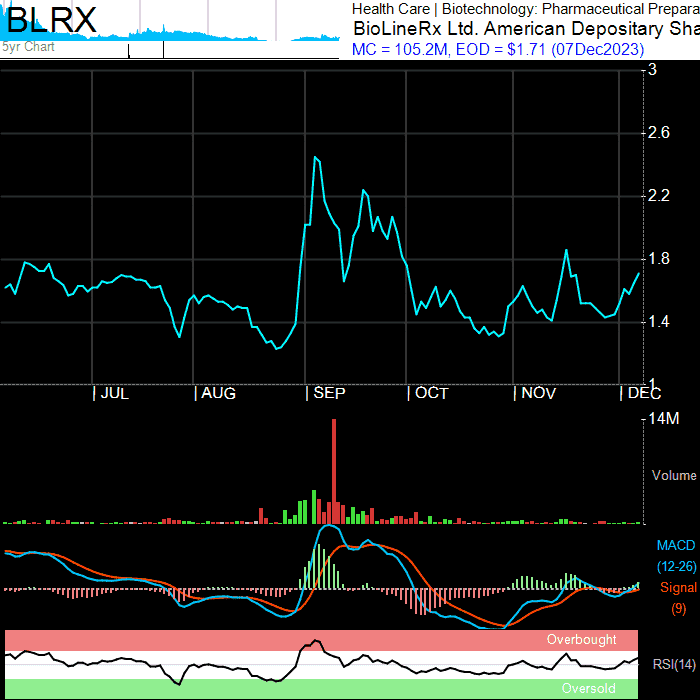 BLRX
5yr Chart
Health Care | Biotechnology: Pharmaceutical Prepara
BioLineRx Ltd. American Depositary Sha
MC = 105.2M, EOD = $1.71 (07Dec2023)
3
2.6
2.2
1.8
1.4
1
| JUL | AUG | SEP | OCT | NOV | DEC
14M
Volume
MACD
(12-26)
Signal
(9)
Overbought
RSI(14)
Oversold